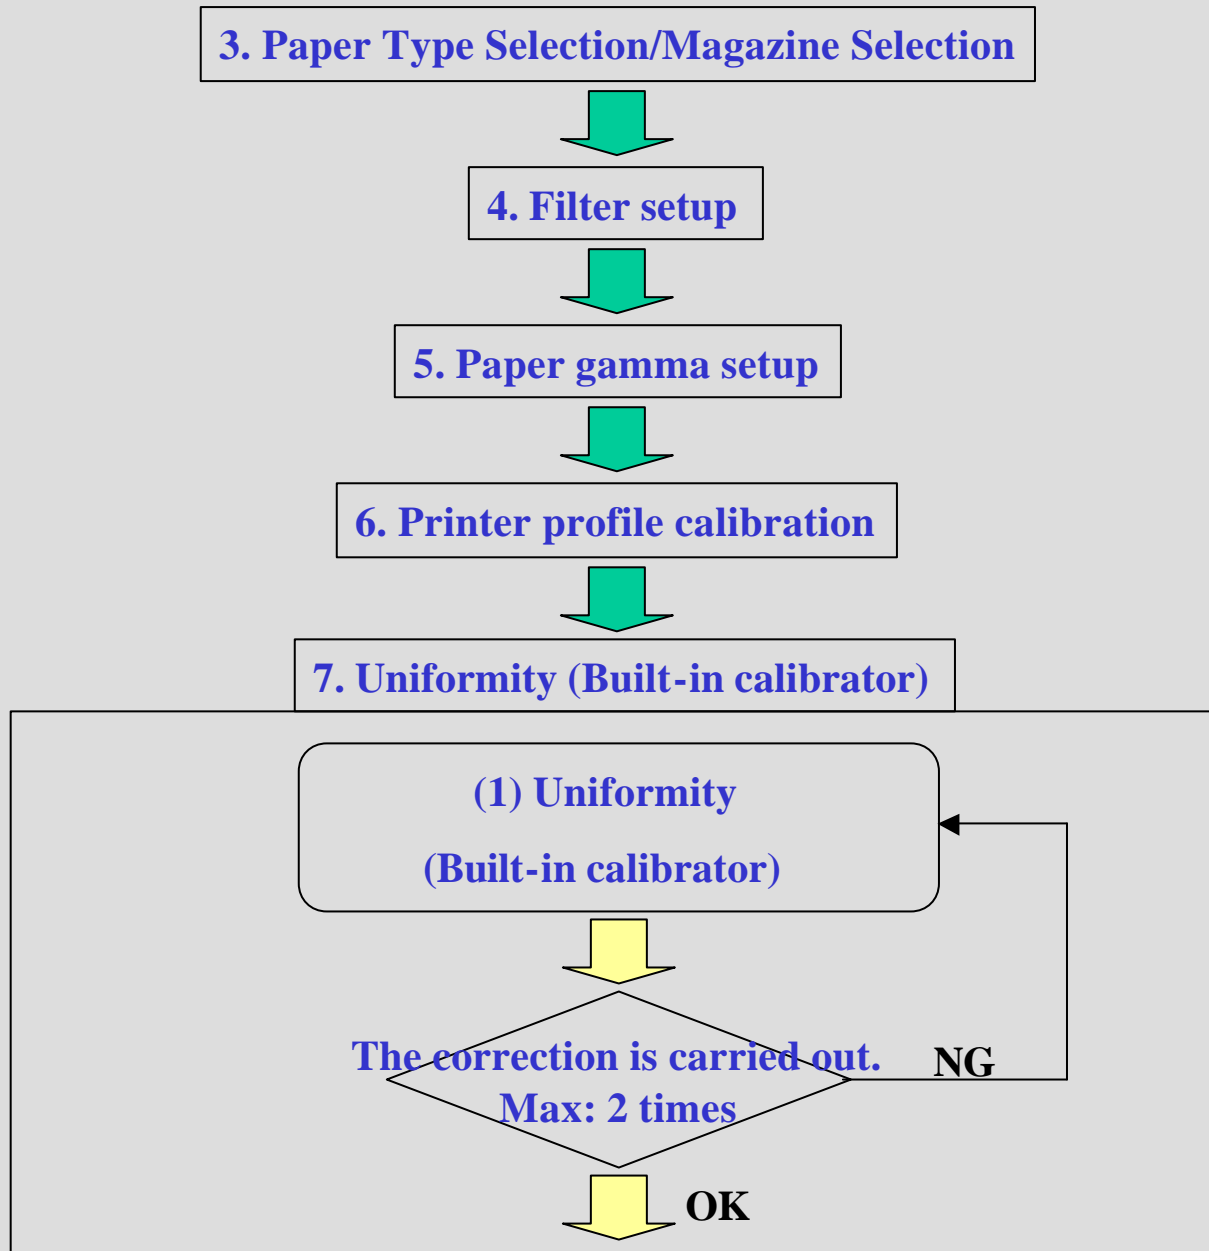 3. Paper Type Selection/Magazine Selection
4. Filter setup
5. Paper gamma setup
6. Printer profile calibration
7. Uniformity (Built-in calibrator)
(1) Uniformity
(Built-in calibrator)
The correction is carried out.
Max: 2 times
NG
OK